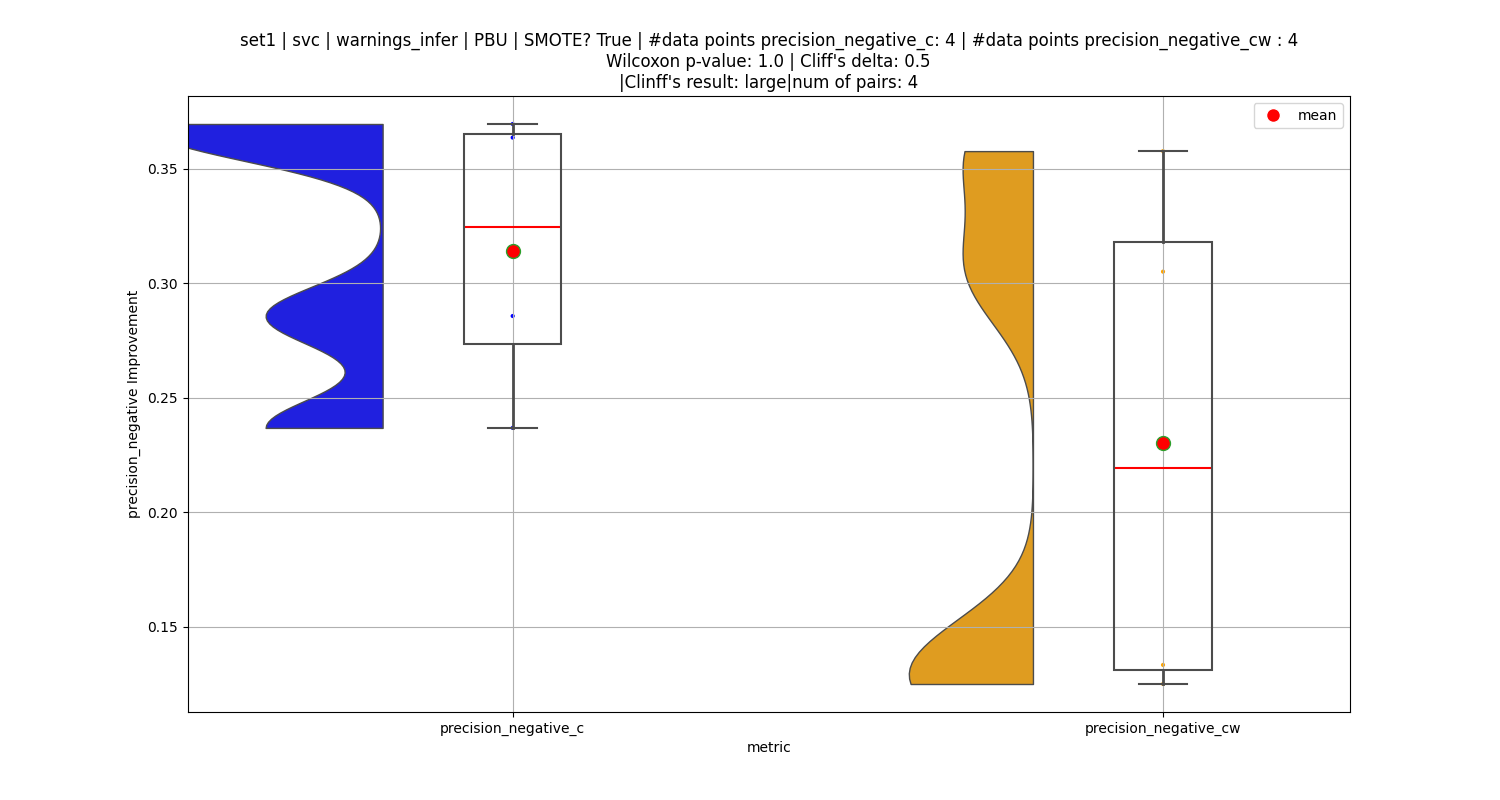 set1 | svc | warnings_infer | PBU | SMOTE? True | #data points precision_negative_c: 4 | #data points precision_negative_cw : 4
Wilcoxon p-value: 1.0 | Cliff's delta: 0.5
|Clinff's result: large|num of pairs: 4
mean
0.35
0.30
0.25
0.20
0.15
precision_negative Improvement
precision_negative_c
precision_negative_cw
metric